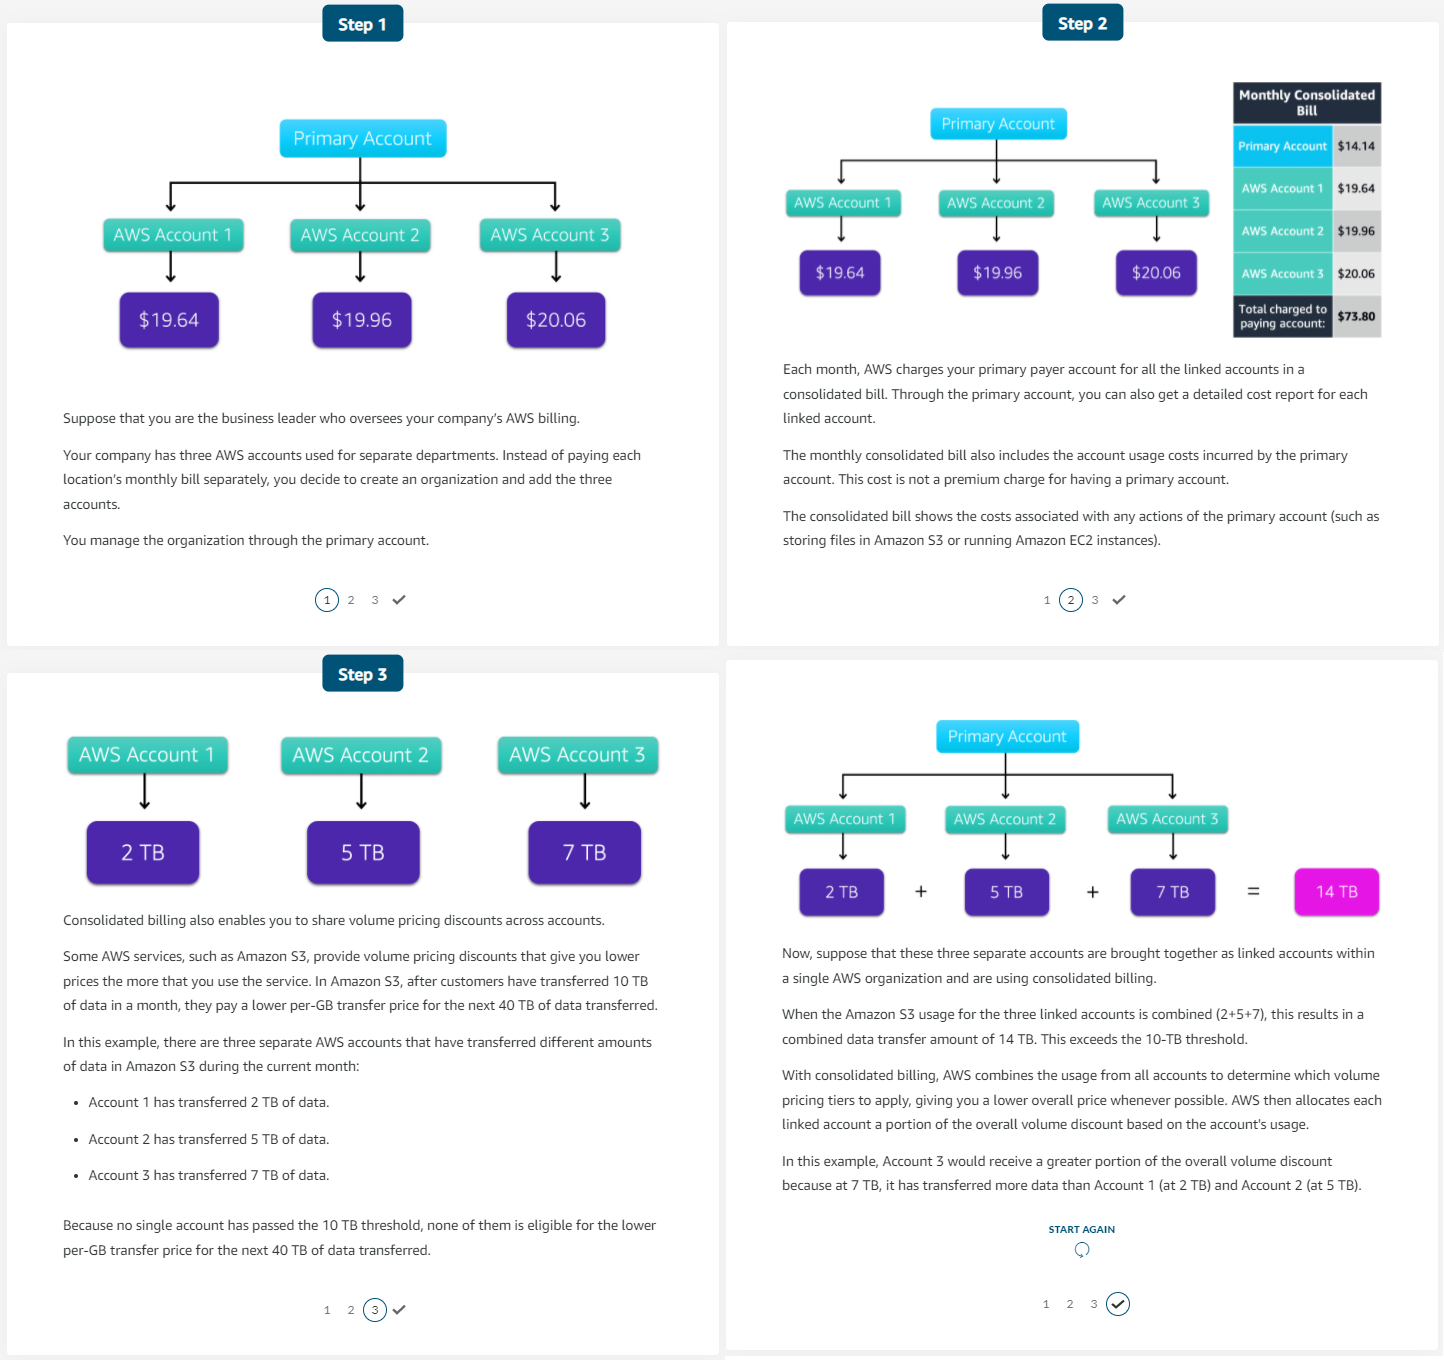 Step 1
Primary Account
AWS Account 1 AWS Account 2 AWS Account 3
$19.64 $19.96 $20.06
Suppose that you are the business leader who oversees your company's AWS billing.
Your company has three AWS accounts used for separate departments. Instead of paying each
location's monthly bill separately, you decide to create an organization and add the three
accounts.
You manage the organization through the primary account.
1 2 3
Step 2
Primary Account
AWS Account 1 AWS Account 2 AWS Account 3
$19.64 $19.96 $20.06
Monthly Consolidated
Bill
Primary Account $14.14
AWS Account 1 $19.64
AWS Account 2 $19.96
AWS Account 3 $20.06
Total charged to
paying account: $73.80
Each month, AWS charges your primary payer account for all the linked accounts in a
consolidated bill. Through the primary account, you can also get a detailed cost report for each
linked account.
The monthly consolidated bill also includes the account usage costs incurred by the primary
account. This cost is not a premium charge for having a primary account.
The consolidated bill shows the costs associated with any actions of the primary account (such as
storing files in Amazon S3 or running Amazon EC2 instances).
1 2 3
Step 3
AWS Account 1 AWS Account 2 AWS Account 3
2 TB 5 TB 7 TB
Consolidated billing also enables you to share volume pricing discounts across accounts.
Some AWS services, such as Amazon S3, provide volume pricing discounts that give you lower
prices the more that you use the service. In Amazon S3, after customers have transferred 10 TB
of data in a month, they pay a lower per-GB transfer price for the next 40 TB of data transferred.
In this example, there are three separate AWS accounts that have transferred different amounts
of data in Amazon S3 during the current month:
• Account 1 has transferred 2 TB of data.
• Account 2 has transferred 5 TB of data.
• Account 3 has transferred 7 TB of data.
Because no single account has passed the 10 TB threshold, none of them is eligible for the lower
per-GB transfer price for the next 40 TB of data transferred.
1 2 3
Primary Account
AWS Account 1 AWS Account 2 AWS Account 3
2 TB + 5 TB + 7 TB = 14 TB
Now, suppose that these three separate accounts are brought together as linked accounts within
a single AWS organization and are using consolidated billing.
When the Amazon S3 usage for the three linked accounts is combined (2+5+7), this results in a
combined data transfer amount of 14 TB. This exceeds the 10-TB threshold.
With consolidated billing, AWS combines the usage from all accounts to determine which volume
pricing tiers to apply, giving you a lower overall price whenever possible. AWS then allocates each
linked account a portion of the overall volume discount based on the account's usage.
In this example, Account 3 would receive a greater portion of the overall volume discount
because at 7 TB, it has transferred more data than Account 1 (at 2 TB) and Account 2 (at 5 TB).
START AGAIN
1 2 3